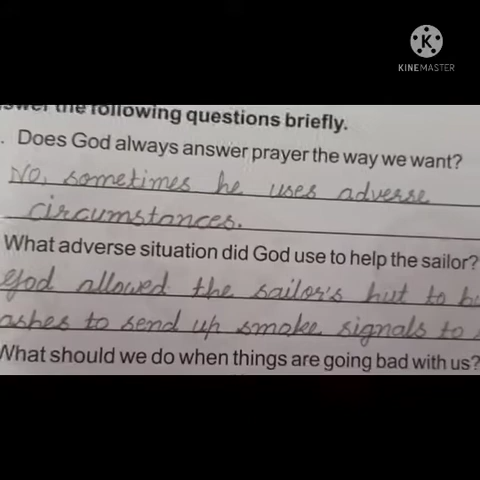 K
KINEMASTER
the following questions briefly.
. Does God always answer prayer the way we want?
No, sometimes he uses adverse
circumstances.
What adverse situation did God use to help the sailor?
God allowed the sailor's hut to
ashes to send up smoke signals to
What should we do when things are going bad with us?